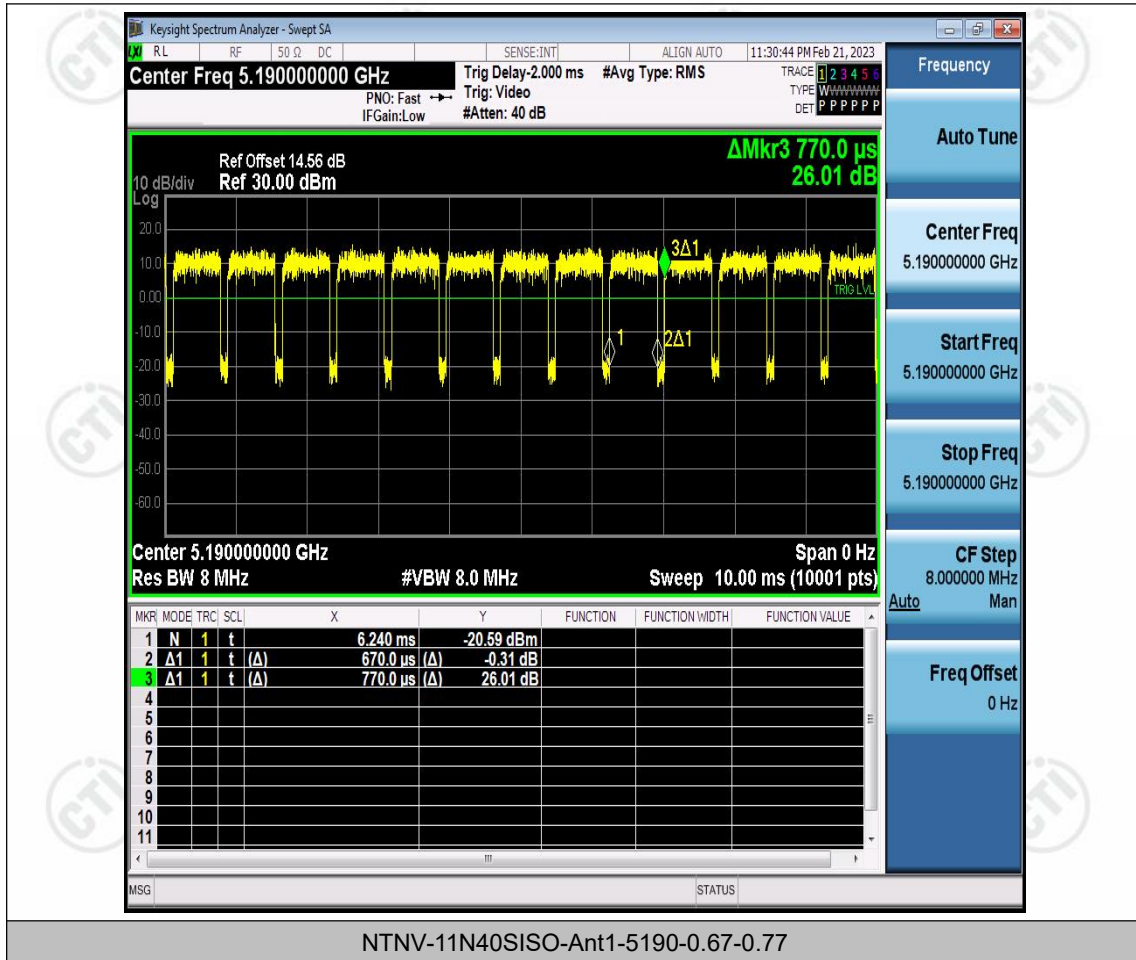 Keysight Spectrum Analyzer - Swept SA
LXI RL RF 50 Ω DC SENSE:INT ALIGN AUTO 11:30:44 PM Feb 21, 2023
Center Freq 5.190000000 GHz
PNO: Fast
IFGain:Low
Trig Delay-2.000 ms
Trig: Video
#Atten: 40 dB
#Avg Type: RMS
TRACE 1 2 3 4 5 6
TYPE WWWWWW
DET P P P P P P
Ref Offset 14.56 dB
10 dB/div Ref 30.00 dBm
Log
ΔMkr3 770.0 µs
26.01 dB
20.0
10.0
0.00
-10.0
-20.0
-30.0
-40.0
-50.0
-60.0
3Δ1
TRIG LVL
1
2Δ1
Center 5.190000000 GHz Span 0 Hz
Res BW 8 MHz #VBW 8.0 MHz Sweep 10.00 ms (10001 pts)
MKR MODE TRC SCL X Y FUNCTION FUNCTION WIDTH FUNCTION VALUE
1 N 1 t 6.240 ms -20.59 dBm
2 Δ1 1 t (Δ) 670.0 µs (Δ) -0.31 dB
3 Δ1 1 t (Δ) 770.0 µs (Δ) 26.01 dB
4
5
6
7
8
9
10
11
MSG STATUS
Frequency
Auto Tune
Center Freq
5.190000000 GHz
Start Freq
5.190000000 GHz
Stop Freq
5.190000000 GHz
CF Step
8.000000 MHz
Auto Man
Freq Offset
0 Hz
CTI
CTI
CTI
CTI
CTI
CTI
NTNV-11N40SISO-Ant1-5190-0.67-0.77